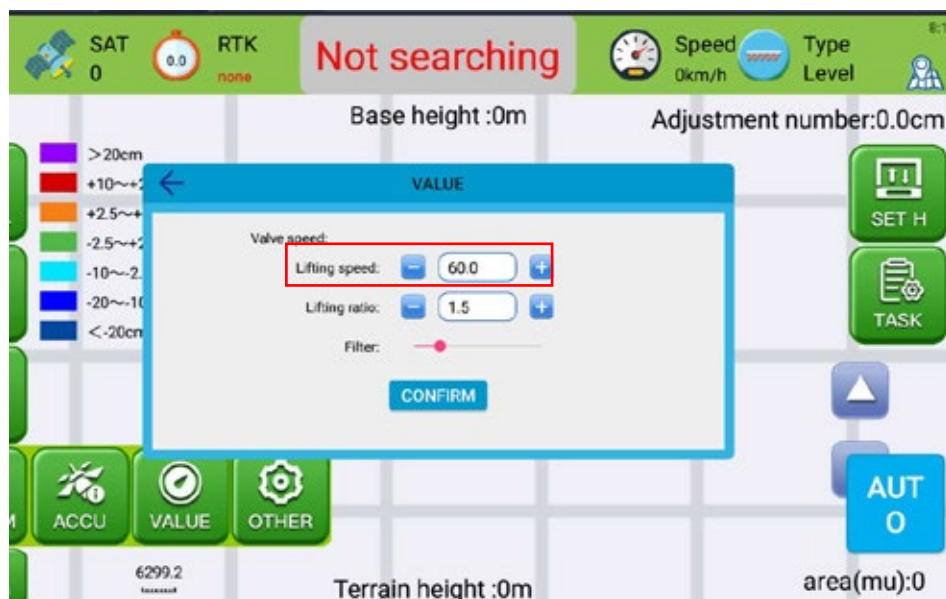 SAT
0
0.0
RTK
none
Not searching
Speed
0km/h
Type
Level
Base height :0m
Adjustment number:0.0cm
>20cm
+10~+2
+2.5~+
-2.5~+2
-10~-2.
-20~-10
<-20cm
VALUE
Valve speed:
Lifting speed:
60.0
Lifting ratio:
1.5
Filter:
CONFIRM
SET H
TASK
ACCU
VALUE
OTHER
AUT
O
6299.2
Terrain height :0m
area(mu):0